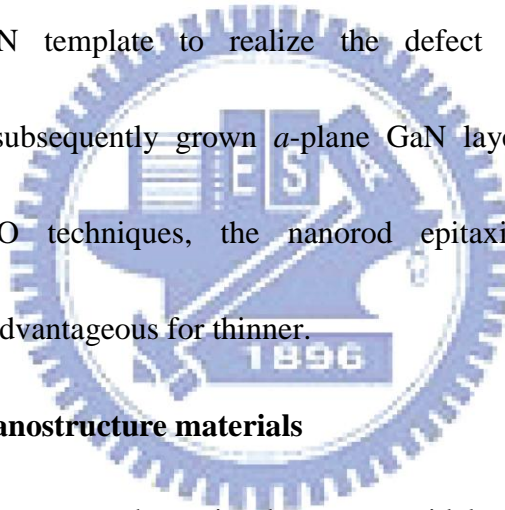 N template to realize the defect
subsequently grown a-plane GaN laye
E S A
O techniques, the nanorod epitaxi
dvantageous for thinner.
1896
anostructure materials